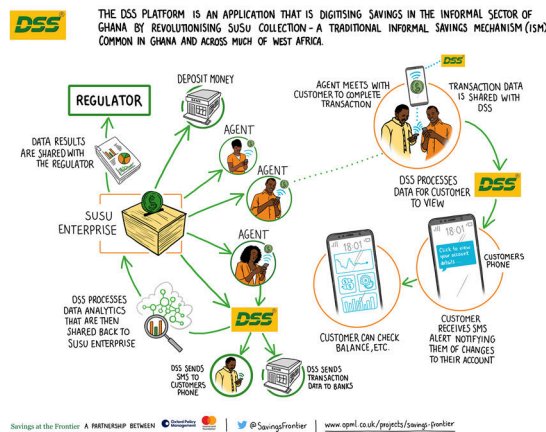 DSS
THE DSS PLATFORM IS AN APPLICATION THAT IS DIGITISING SAVINGS IN THE INFORMAL SECTOR OF
GHANA BY REVOLUTIONISING SUSU COLLECTION - A TRADITIONAL INFORMAL SAVINGS MECHANISM (ISM)
COMMON IN GHANA AND ACROSS MUCH OF WEST AFRICA.
REGULATOR
DATA RESULTS
ARE SHARED WITH
THE REGULATOR
DEPOSIT MONEY
AGENT
AGENT
AGENT
SUSU
ENTERPRISE
DSS PROCESSES
DATA ANALYTICS
THAT ARE THEN
SHARED BACK TO
SUSU ENTERPRISE
DSS
DSS SENDS
SMS TO
CUSTOMERS
PHONE
DSS SENDS
TRANSACTION
DATA TO BANKS
DSS
AGENT MEETS WITH
CUSTOMER TO COMPLETE
TRANSACTION
TRANSACTION DATA
IS SHARED WITH
DSS
DSS PROCESSES
DATA FOR CUSTOMER
TO VIEW
DSS
18:01
Click to view
your account
details
CUSTOMERS
PHONE
CUSTOMER
RECEIVES SMS
ALERT NOTIFYING
THEM OF CHANGES
TO THEIR ACCOUNT
18:01
CUSTOMER CAN CHECK
BALANCE, ETC.
Savings at the Frontier A PARTNERSHIP BETWEEN Oxford Policy Management mastercard foundation @SavingsFrontier www.opml.co.uk/projects/savings-frontier